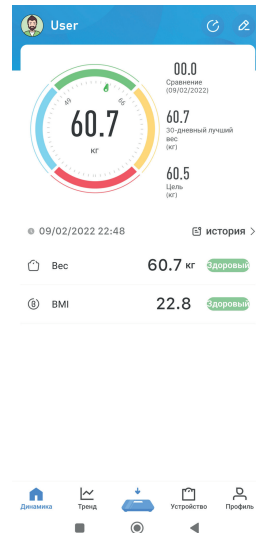 User
49
66
60.7
кг
00.0
Сравнение
(09/02/2022)
60.7
30-дневный лучший
вес
(кг)
60.5
Цель
(кг)
09/02/2022 22:48
история >
Вес 60.7 кг Здоровый
BMI 22.8 Здоровый
Динамика Тренд Устройство Профиль